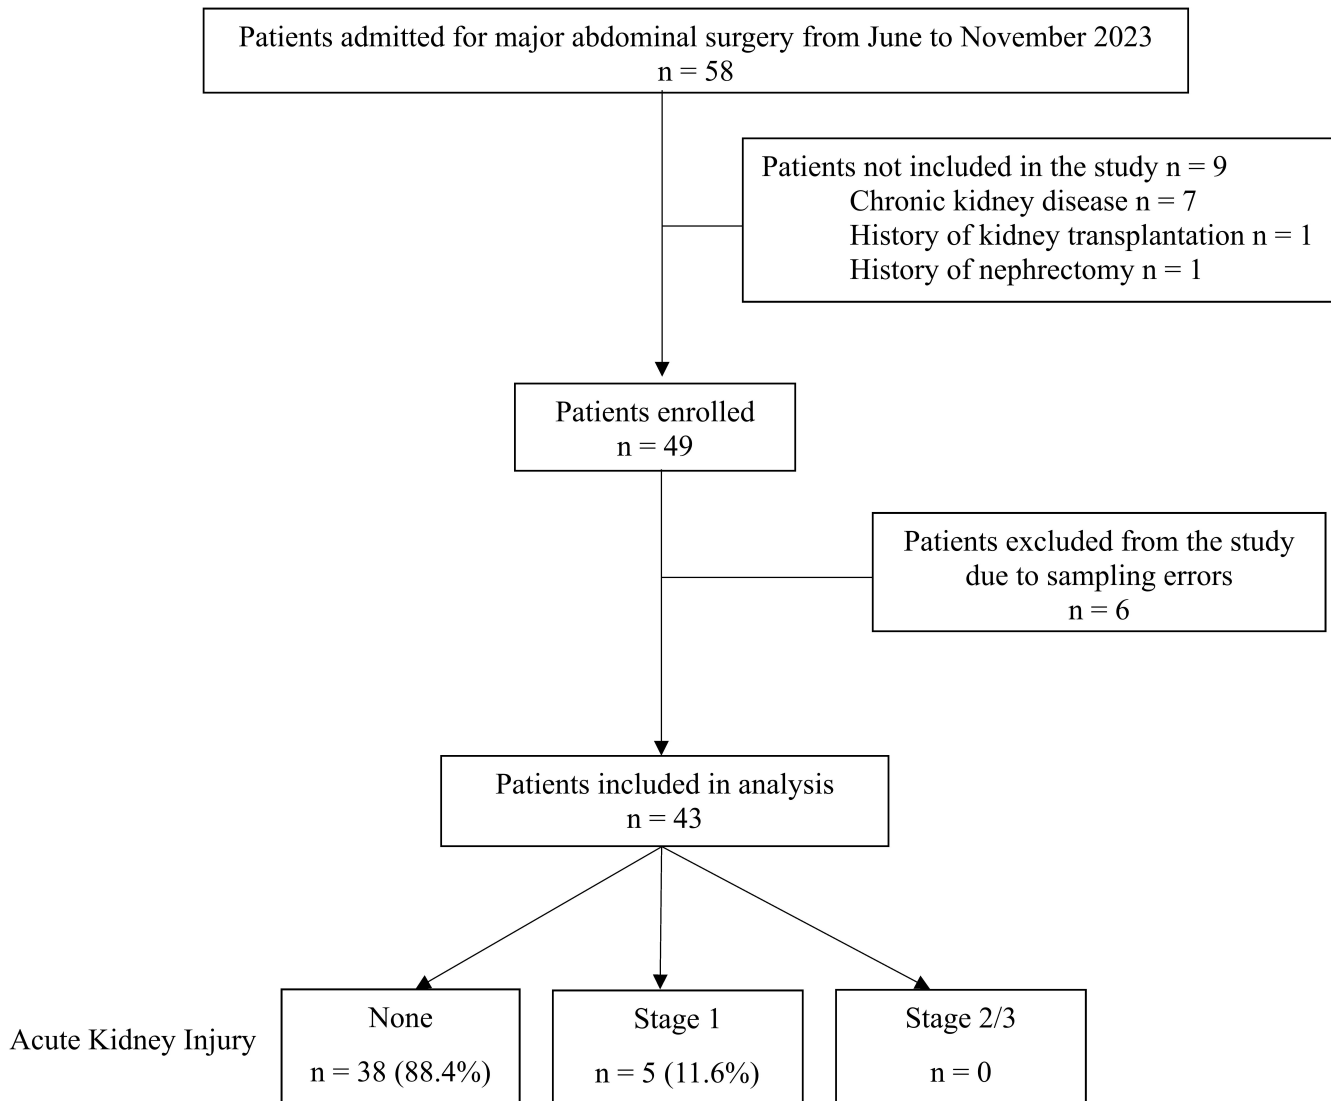 Patients admitted for major abdominal surgery from June to November 2023
n = 58
Patients not included in the study n = 9
Chronic kidney disease n = 7
History of kidney transplantation n = 1
History of nephrectomy n = 1
Patients enrolled
n = 49
Patients excluded from the study
due to sampling errors
n = 6
Patients included in analysis
n = 43
Acute Kidney Injury
None
n = 38 (88.4%)
Stage 1
n = 5 (11.6%)
Stage 2/3
n = 0